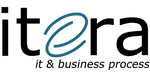 itera
it & business process